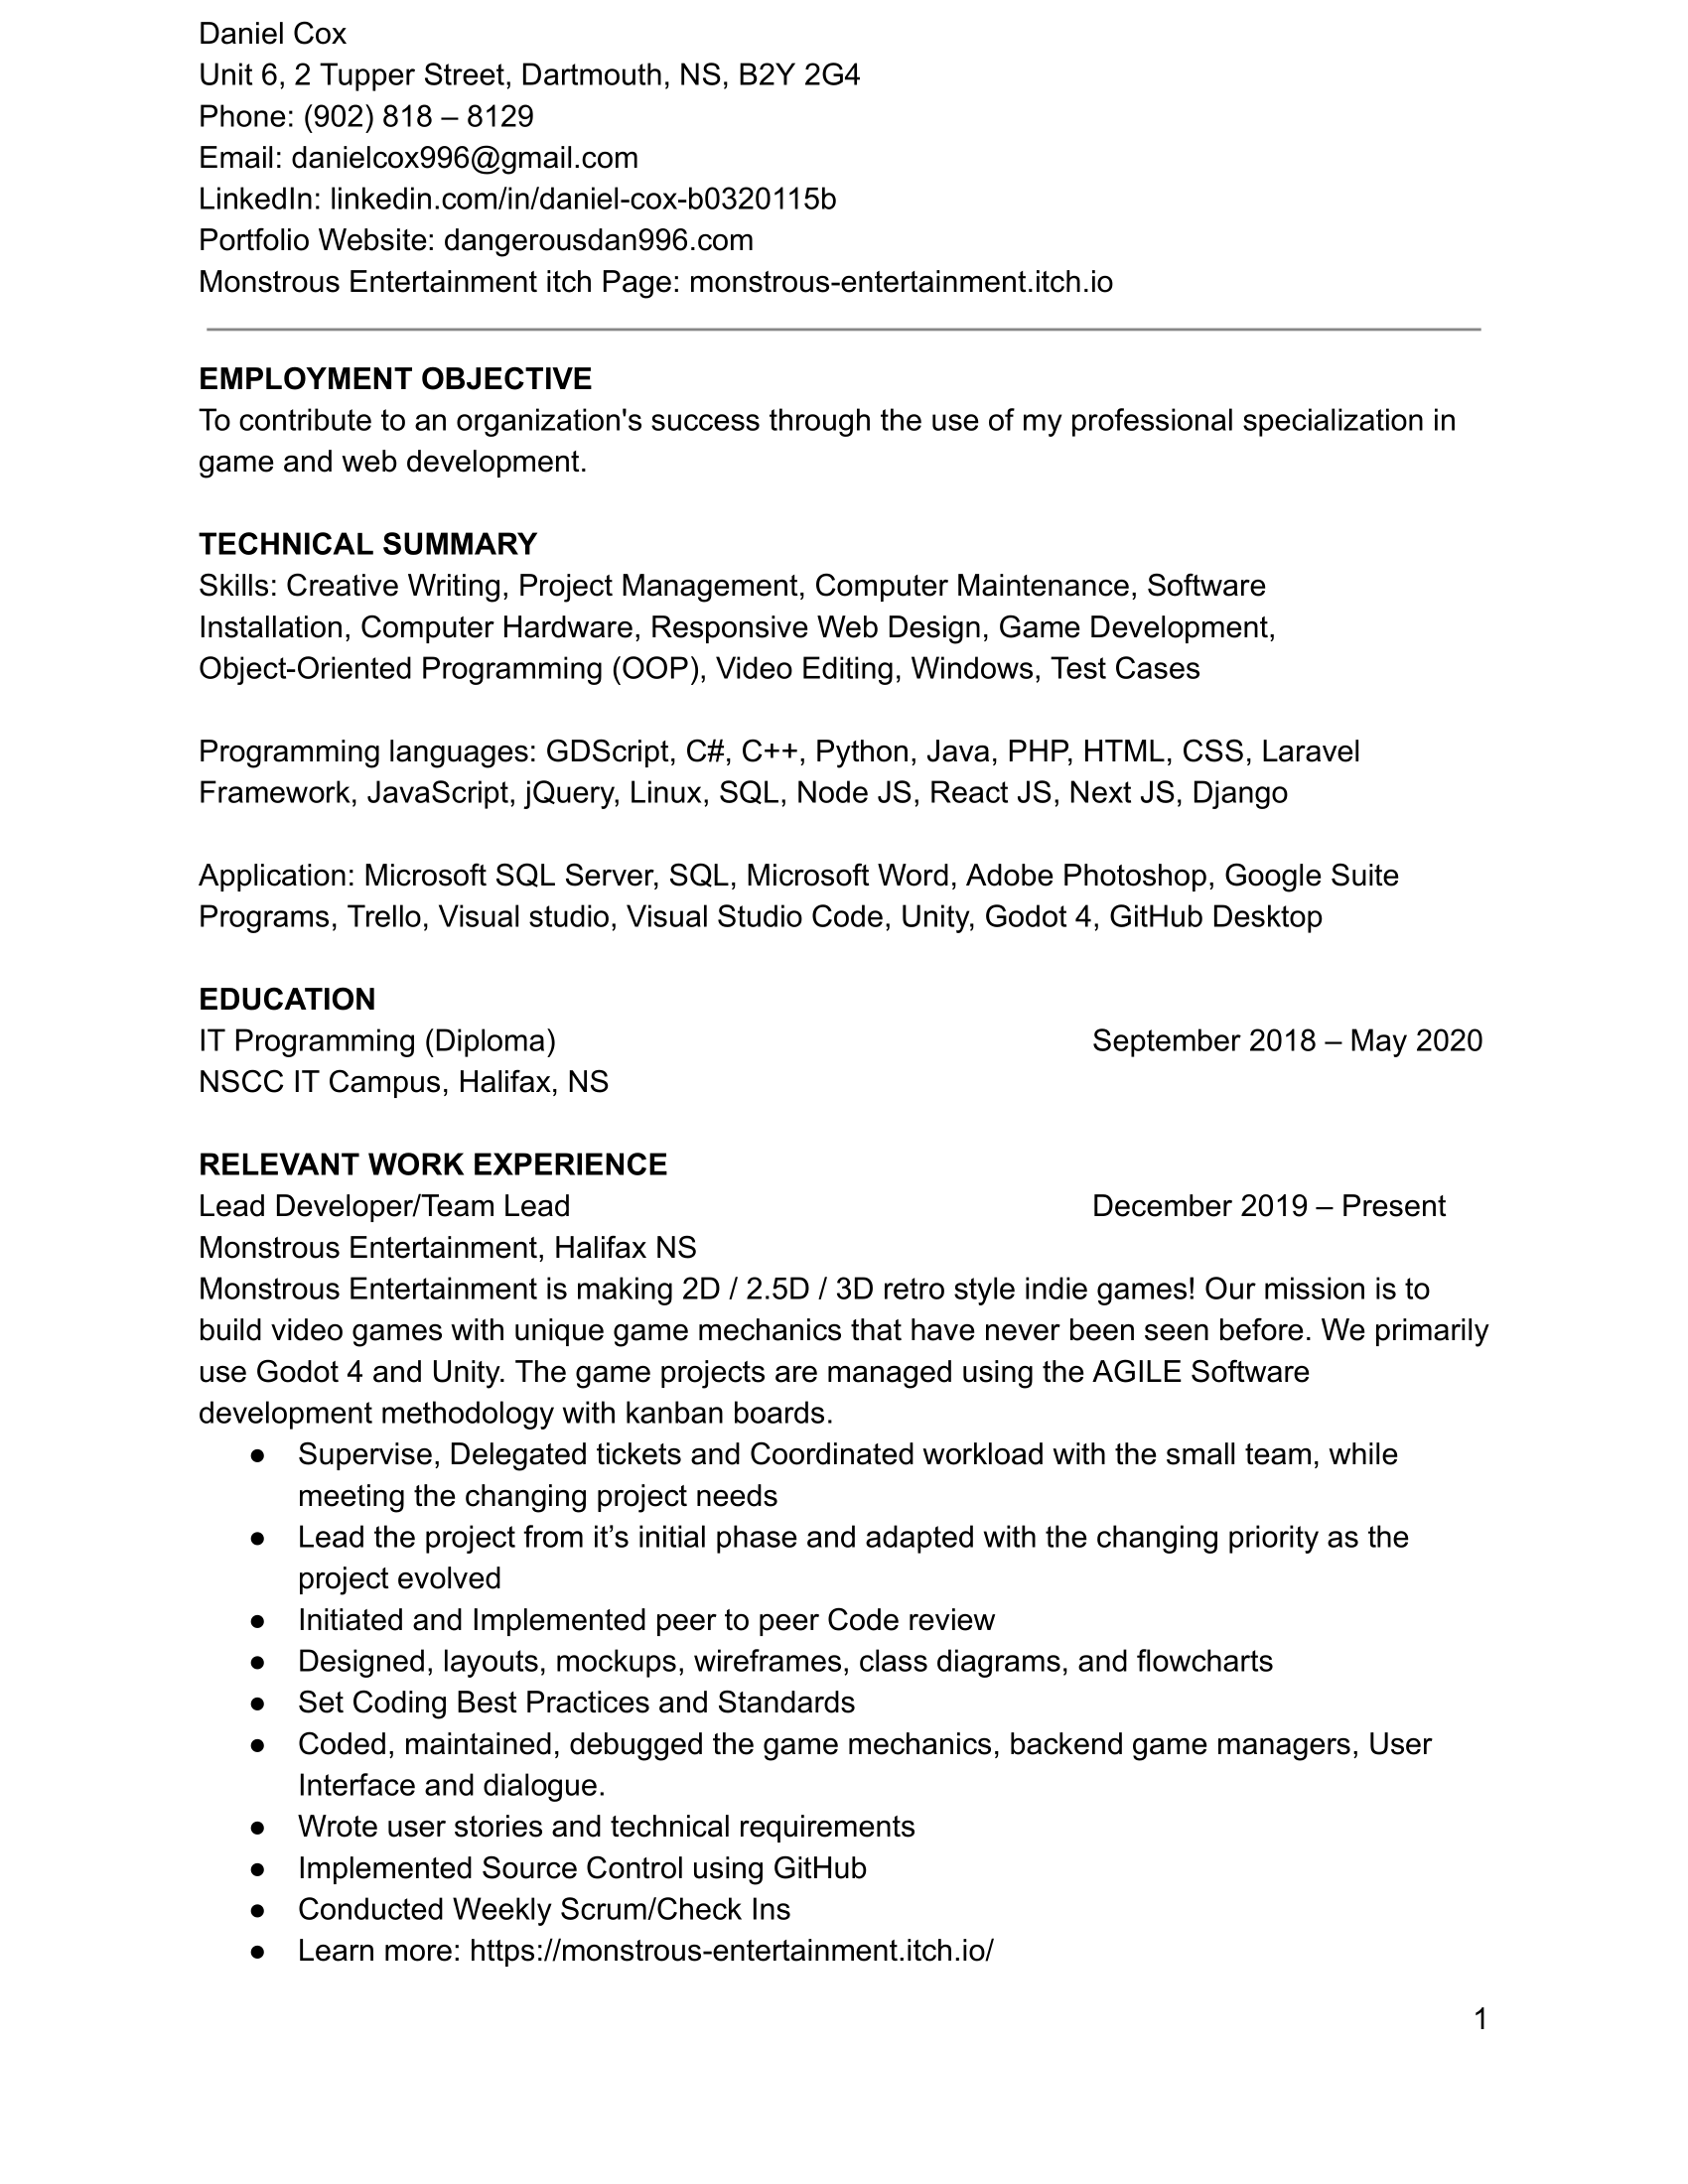 Daniel Cox
Unit 6, 2 Tupper Street, Dartmouth, NS, B2Y 2G4
Phone: (902) 818 – 8129
Email: danielcox996@gmail.com
LinkedIn: linkedin.com/in/daniel-cox-b0320115b
Portfolio Website: dangerousdan996.com
Monstrous Entertainment itch Page: monstrous-entertainment.itch.io
EMPLOYMENT OBJECTIVE
To contribute to an organization's success through the use of my professional specialization in
game and web development.
TECHNICAL SUMMARY
Skills: Creative Writing, Project Management, Computer Maintenance, Software
Installation, Computer Hardware, Responsive Web Design, Game Development,
Object-Oriented Programming (OOP), Video Editing, Windows, Test Cases
Programming languages: GDScript, C#, C++, Python, Java, PHP, HTML, CSS, Laravel
Framework, JavaScript, jQuery, Linux, SQL, Node JS, React JS, Next JS, Django
Application: Microsoft SQL Server, SQL, Microsoft Word, Adobe Photoshop, Google Suite
Programs, Trello, Visual studio, Visual Studio Code, Unity, Godot 4, GitHub Desktop
EDUCATION
IT Programming (Diploma) September 2018 – May 2020
NSCC IT Campus, Halifax, NS
RELEVANT WORK EXPERIENCE
Lead Developer/Team Lead December 2019 – Present
Monstrous Entertainment, Halifax NS
Monstrous Entertainment is making 2D / 2.5D / 3D retro style indie games! Our mission is to
build video games with unique game mechanics that have never been seen before. We primarily
use Godot 4 and Unity. The game projects are managed using the AGILE Software
development methodology with kanban boards.
● Supervise, Delegated tickets and Coordinated workload with the small team, while
meeting the changing project needs
● Lead the project from it’s initial phase and adapted with the changing priority as the
project evolved
● Initiated and Implemented peer to peer Code review
● Designed, layouts, mockups, wireframes, class diagrams, and flowcharts
● Set Coding Best Practices and Standards
● Coded, maintained, debugged the game mechanics, backend game managers, User
Interface and dialogue.
● Wrote user stories and technical requirements
● Implemented Source Control using GitHub
● Conducted Weekly Scrum/Check Ins
● Learn more: https://monstrous-entertainment.itch.io/
1